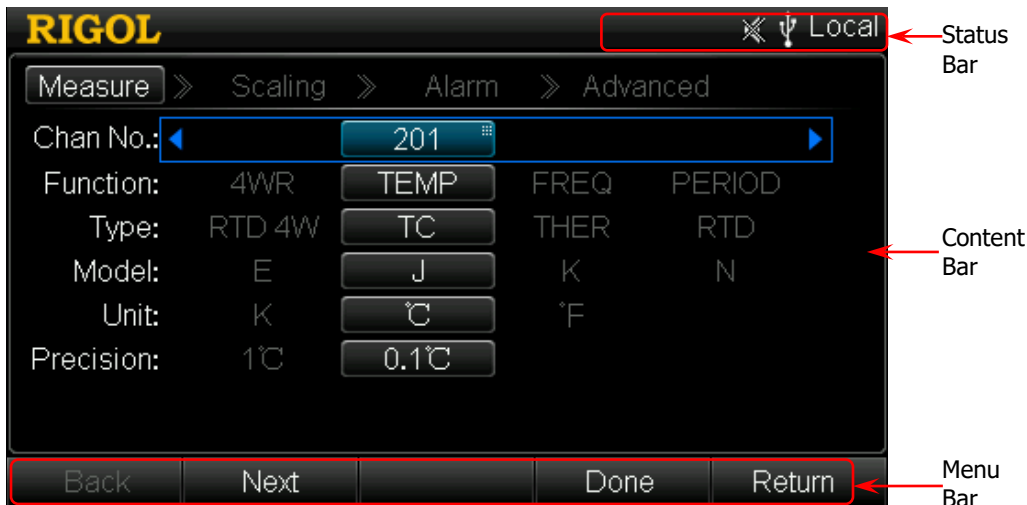 RIGOL Local
Status
Bar
Measure » Scaling » Alarm » Advanced
Chan No.: 201
Function: 4WR TEMP FREQ PERIOD
Type: RTD 4W TC THER RTD
Content
Bar
Model: E J K N
Unit: K ℃ °F
Precision: 1℃ 0.1℃
Back Next Done Return
Menu
Bar